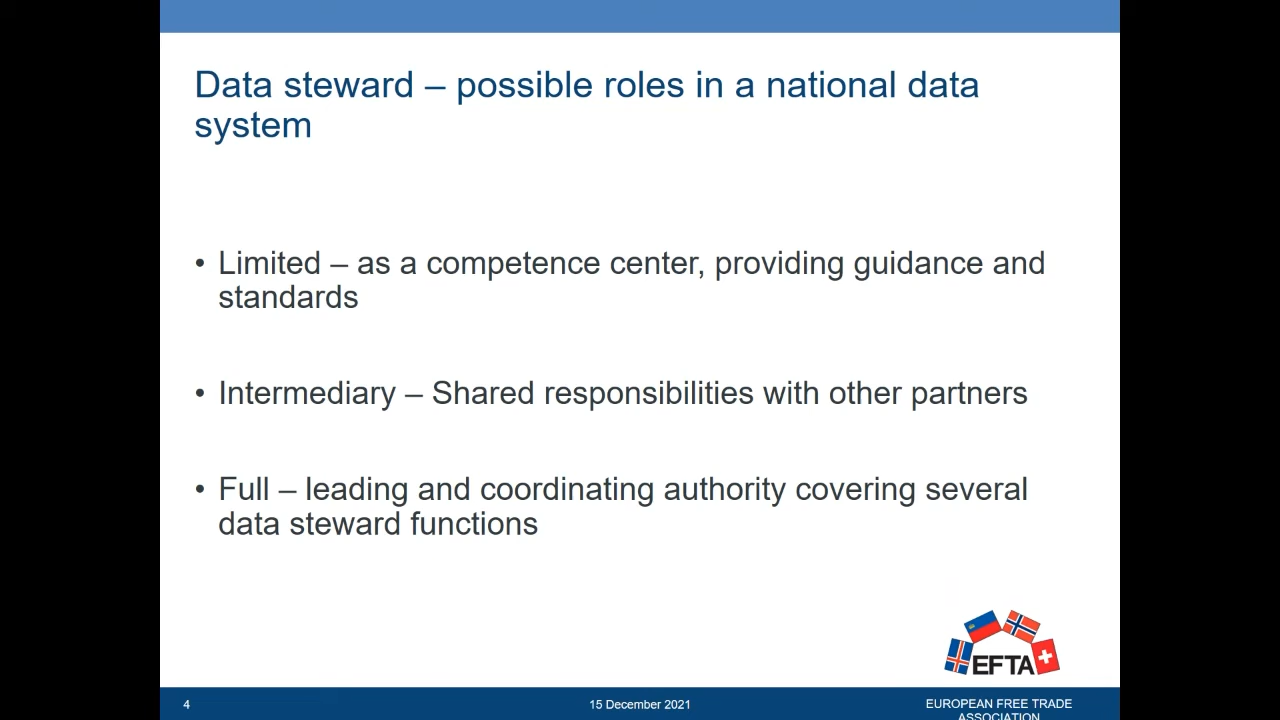 Data steward – possible roles in a national data
system
• Limited – as a competence center, providing guidance and
standards
• Intermediary – Shared responsibilities with other partners
• Full – leading and coordinating authority covering several
data steward functions
EFTA
4
15 December 2021
EUROPEAN FREE TRADE
ASSOCIATION